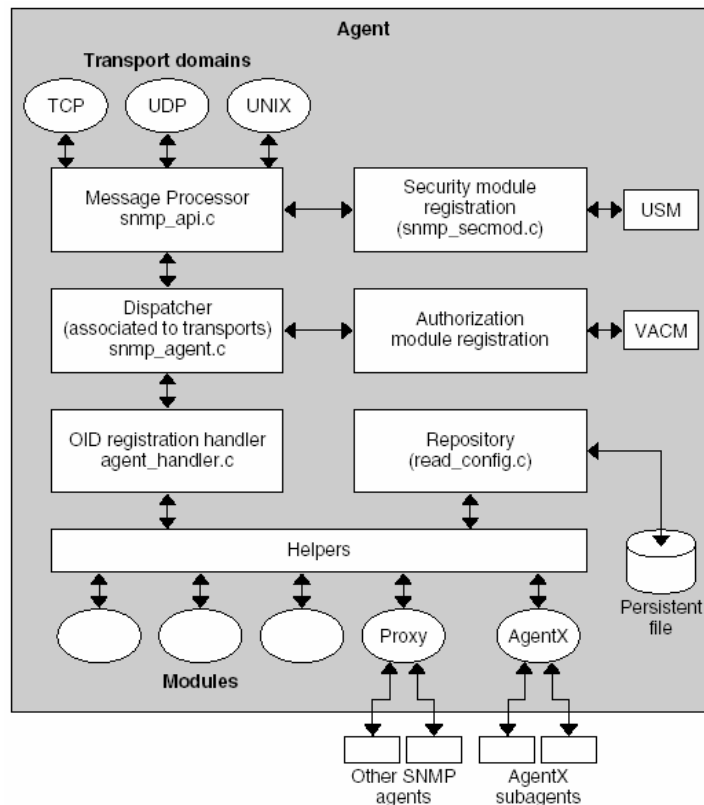 Agent
Transport domains
TCP
UDP
UNIX
Message Processor
snmp_api.c
Security module
registration
(snmp_secmod.c)
USM
Dispatcher
(associated to transports)
snmp_agent.c
Authorization
module registration
VACM
OID registration handler
agent_handler.c
Repository
(read_config.c)
Helpers
Persistent
file
Proxy
AgentX
Modules
Other SNMP
agents
AgentX
subagents